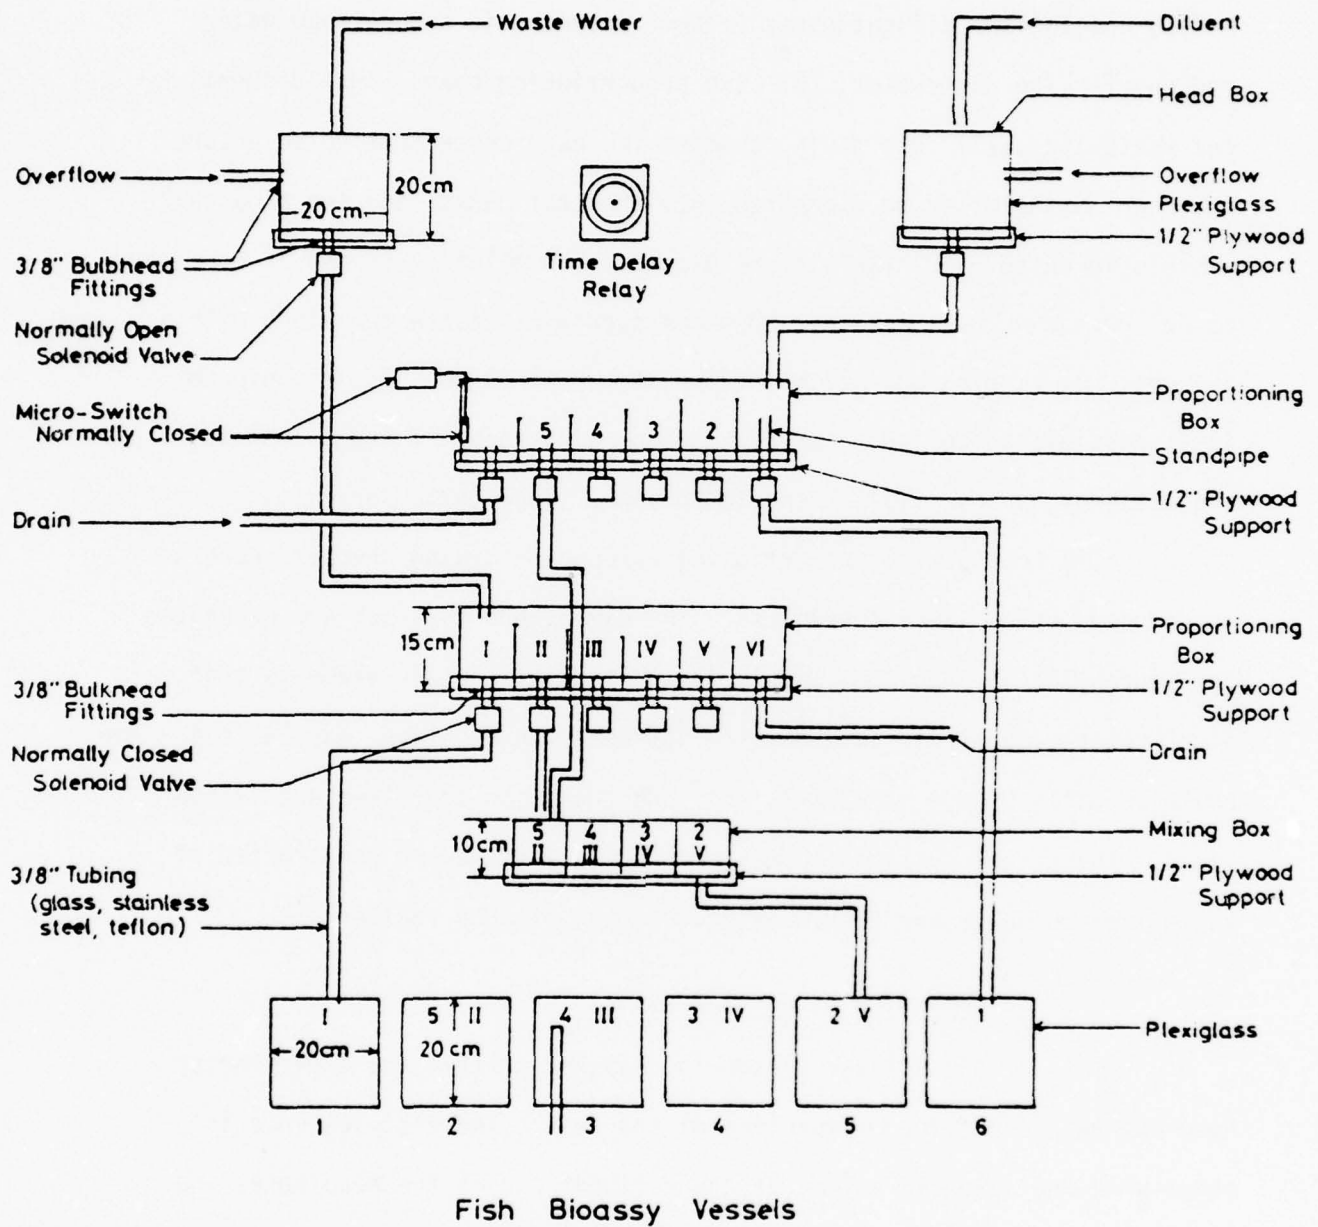 Waste Water
Diluent
Head Box
Overflow
20cm
20cm
Overflow
Plexiglass
3/8" Bulbhead
Fittings
Time Delay
Relay
1/2" Plywood
Support
Normally Open
Solenoid Valve
Micro-Switch
Normally Closed
Proportioning
Box
5 4 3 2
Standpipe
1/2" Plywood
Support
Drain
15cm
I II III IV V VI
Proportioning
Box
3/8" Bulknead
Fittings
1/2" Plywood
Support
Normally Closed
Solenoid Valve
Drain
10cm
5 4 3 2
II III IV V
Mixing Box
3/8" Tubing
(glass, stainless
steel, teflon)
1/2" Plywood
Support
I 5 II 4 III 3 IV 2 V 1
20cm
20cm
Plexiglass
1 2 3 4 5 6
Fish Bioassy Vessels